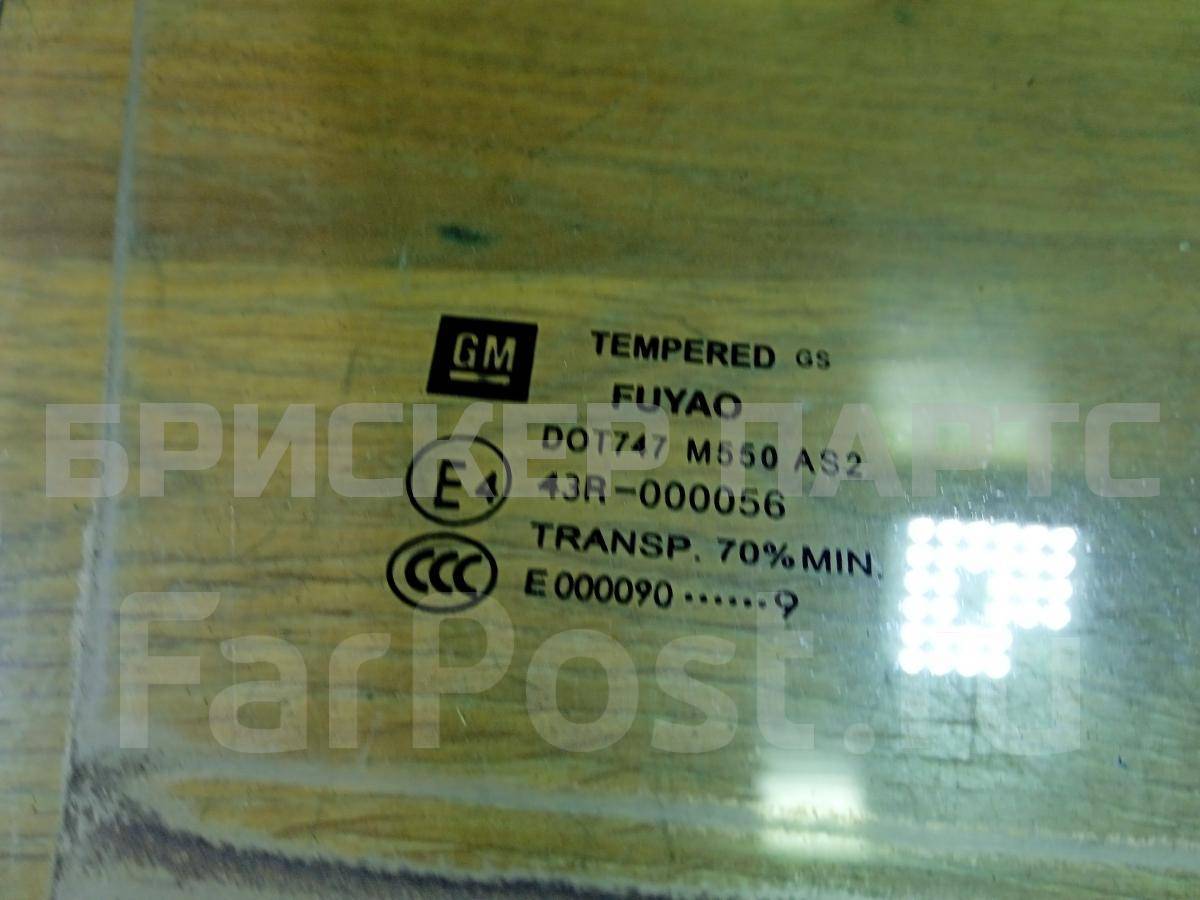 GM
TEMPERED GS
FUYAO
DOT747 M550 AS2
E4 43R-000056
TRANSP. 70% MIN.
CCC E000090 ······9
БРИСКЕР ПАРТС
FarPost.ru